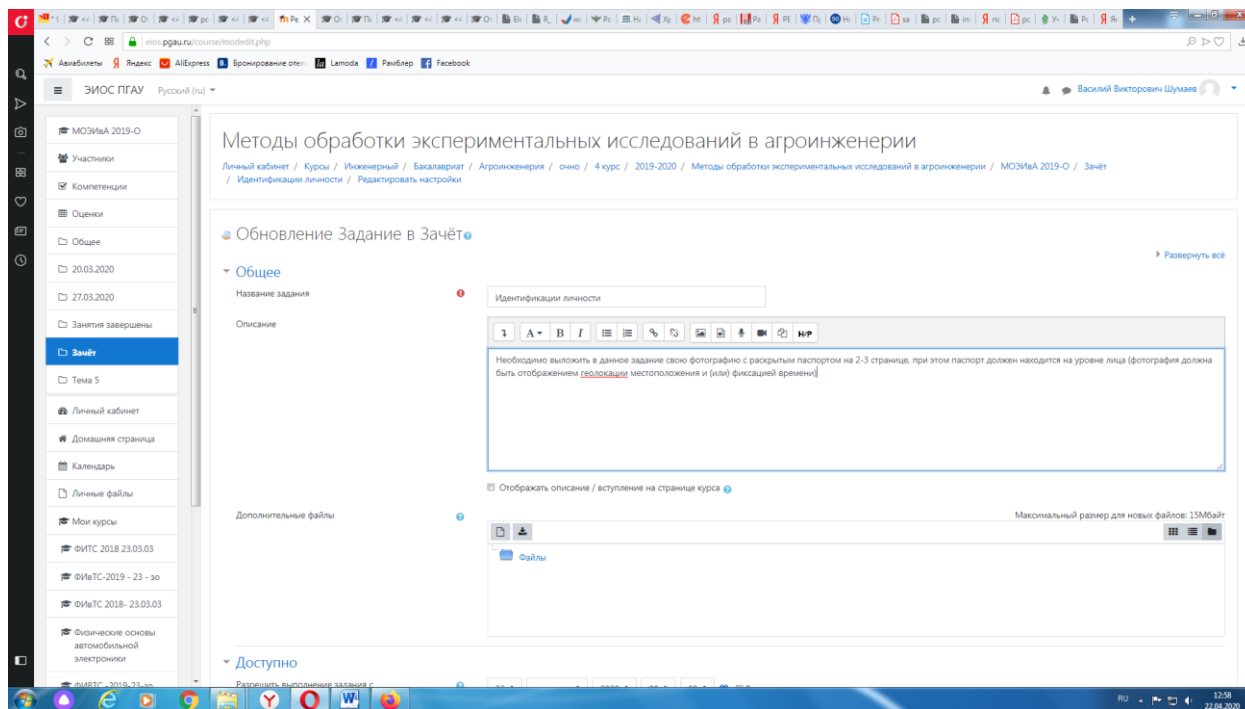 eios.pgau.ru/course/modedit.php
Авиабилеты Яндекс AliExpress Бронирование отел Lamoda Рамблер Facebook
ЭИОС ПГАУ Русский (ru)
Василий Викторович Шумаев
МОЭИвА 2019-О
Участники
Компетенции
Оценки
Общее
20.03.2020
27.03.2020
Занятия завершены
Зачёт
Тема 5
Личный кабинет
Домашняя страница
Календарь
Личные файлы
Мои курсы
ФИТС 2018 23.03.03
ФИвТС-2019 - 23 - зо
ФИвТС 2018- 23.03.03
Физические основы
автомобильной
электроники
Методы обработки экспериментальных исследований в агроинженерии
Личный кабинет / Курсы / Инженерный / Бакалавриат / Агроинженерия / очно / 4 курс / 2019-2020 / Методы обработки экспериментальных исследований в агроинженерии / МОЭИвА 2019-О / Зачёт
/ Идентификации личности / Редактировать настройки
Обновление Задание в Зачёт
Развернуть всё
Общее
Название задания
Идентификации личности
Описание
A B I H-P
Необходимо выложить в данное задание свою фотографию с раскрытым паспортом на 2-3 странице, при этом паспорт должен находится на уровне лица (фотография должна
быть отображением геолокации местоположения и (или) фиксацией времени)
Отображать описание / вступление на странице курса
Дополнительные файлы
Максимальный размер для новых файлов: 15Мбайт
Файлы
Доступно
Разрешить выполнение задания с
RU
12:58
22.04.2020